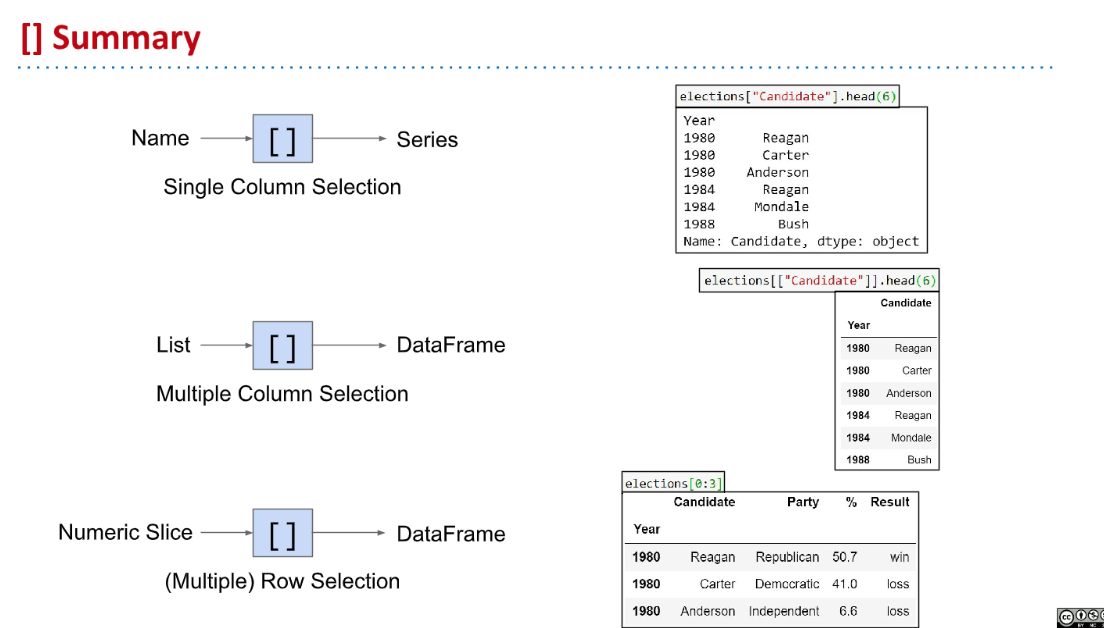 [] Summary
Name [ ] Series
Single Column Selection
elections["Candidate"].head(6)
Year
1980 Reagan
1980 Carter
1980 Anderson
1984 Reagan
1984 Mondale
1988 Bush
Name: Candidate, dtype: object
List [ ] DataFrame
Multiple Column Selection
elections[["Candidate"]].head(6)
Candidate
Year
1980 Reagan
1980 Carter
1980 Anderson
1984 Reagan
1984 Mondale
1988 Bush
Numeric Slice [ ] DataFrame
(Multiple) Row Selection
elections[0:3]
Candidate Party % Result
Year
1980 Reagan Republican 50.7 win
1980 Carter Democratic 41.0 loss
1980 Anderson Independent 6.6 loss
cc
BY NC